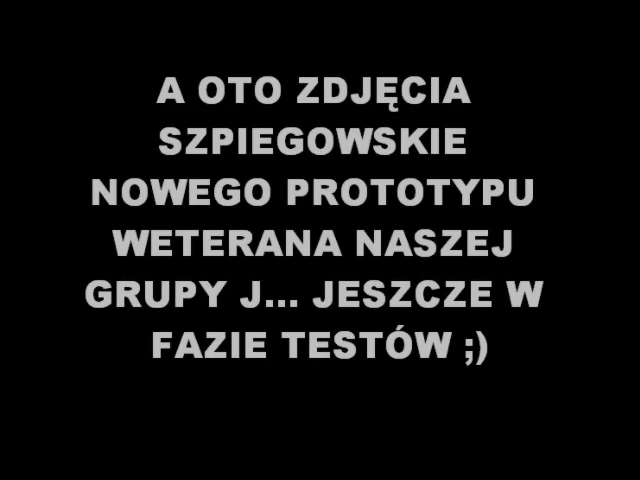 A OTO ZDJĘCIA
SZPIEGOWSKIE
NOWEGO PROTOTYPU
WETERANA NASZEJ
GRUPY J... JESZCZE W
FAZIE TESTÓW ;)